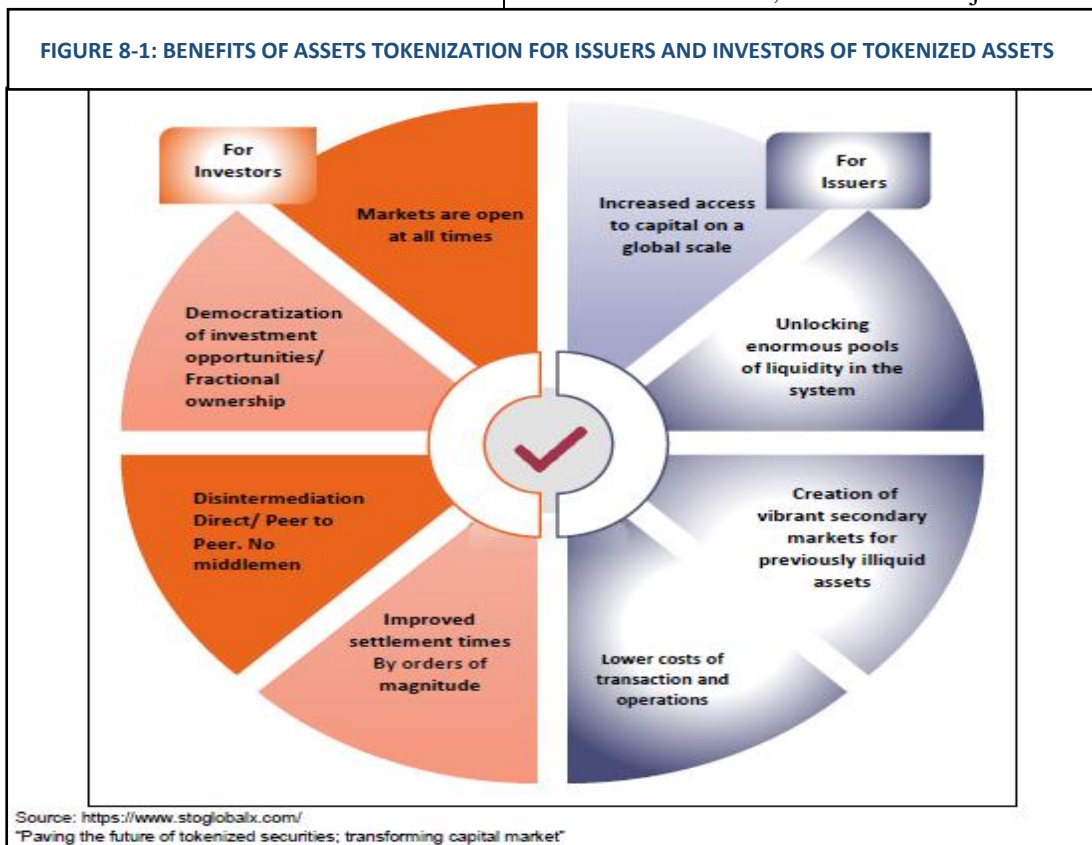 FIGURE 8-1: BENEFITS OF ASSETS TOKENIZATION FOR ISSUERS AND INVESTORS OF TOKENIZED ASSETS
For
Investors
Markets are open
at all times
Democratization
of investment
opportunities/
Fractional
ownership
Disintermediation
Direct/ Peer to
Peer. No
middlemen
Improved
settlement times
By orders of
magnitude
For
Issuers
Increased access
to capital on a
global scale
Unlocking
enormous pools
of liquidity in the
system
Creation of
vibrant secondary
markets for
previously illiquid
assets
Lower costs of
transaction and
operations
Source: https://www.stoglobalx.com/
"Paving the future of tokenized securities; transforming capital market"